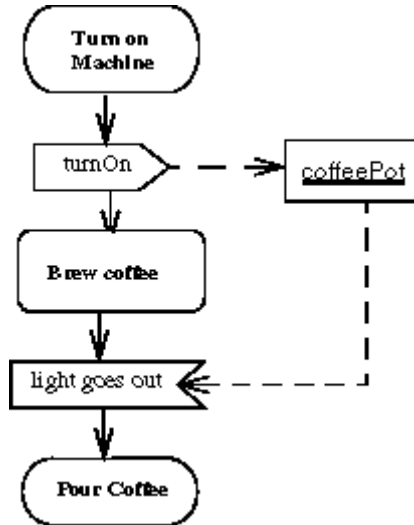 Turn on
Machine
turnOn
coffeePot
Brew coffee
light goes out
Pour Coffee